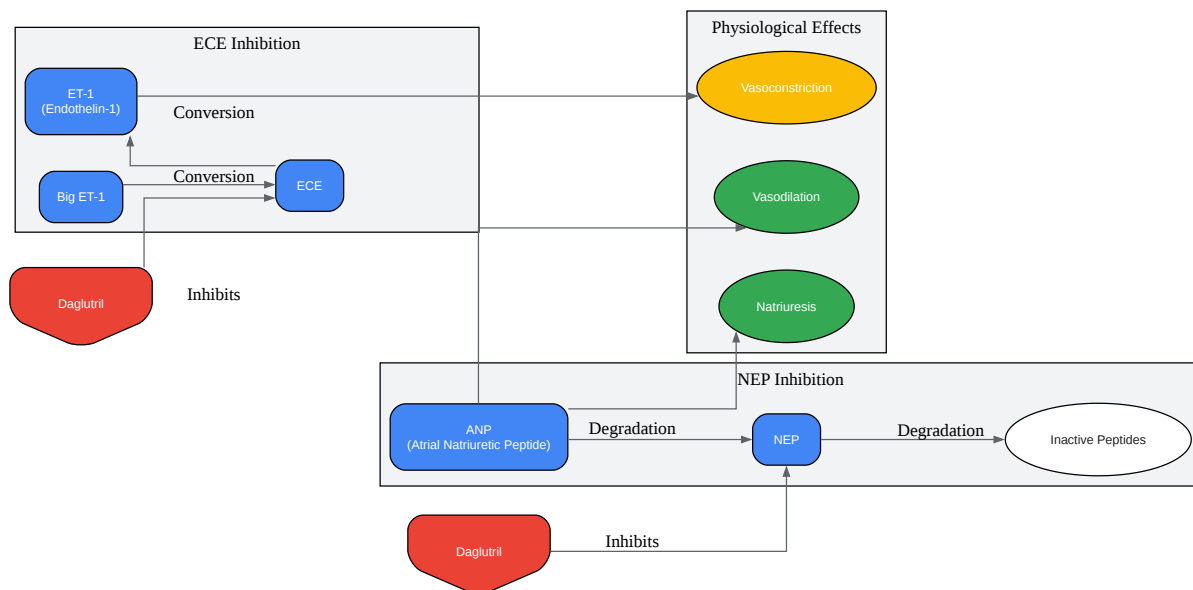 ECE Inhibition
ET-1
(Endothelin-1)
Conversion
Big ET-1
Conversion
ECE
Daglutril
Inhibits
Physiological Effects
Vasoconstriction
Vasodilation
Natriuresis
NEP Inhibition
ANP
(Atrial Natriuretic Peptide)
Degradation
NEP
Degradation
Inactive Peptides
Daglutril
Inhibits